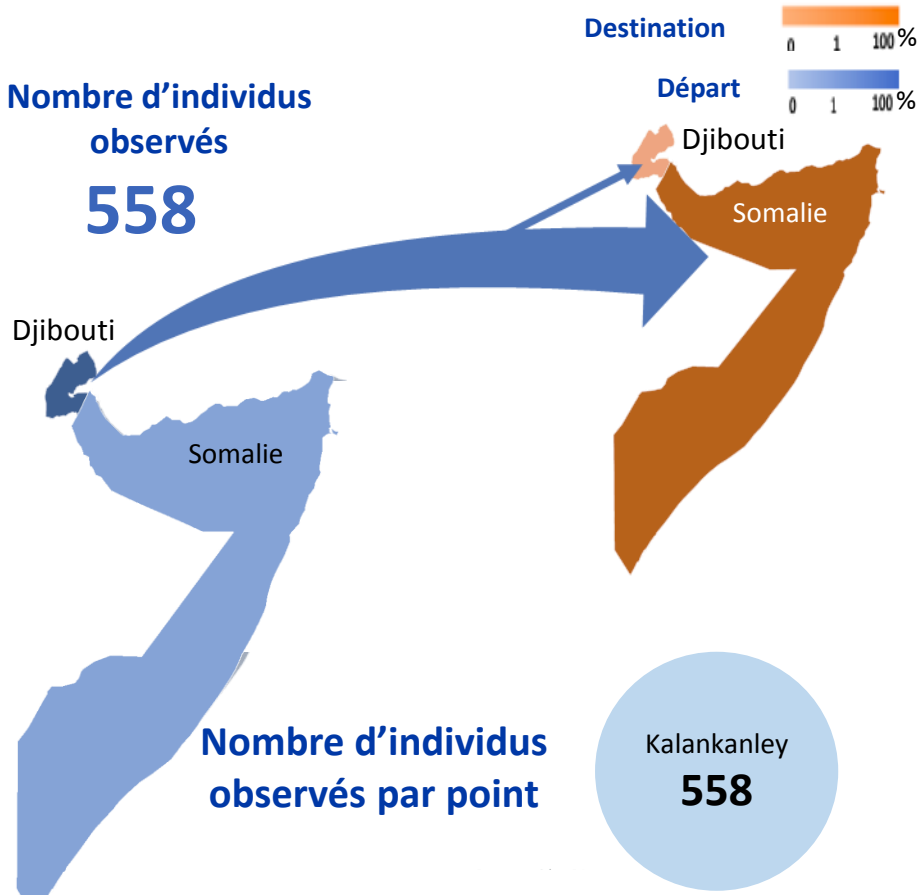 Destination
0 1 100 %
Départ
0 1 100 %
Nombre d'individus
observés
558
Djibouti
Somalie
Djibouti
Somalie
Nombre d'individus
observés par point
Kalankanley
558